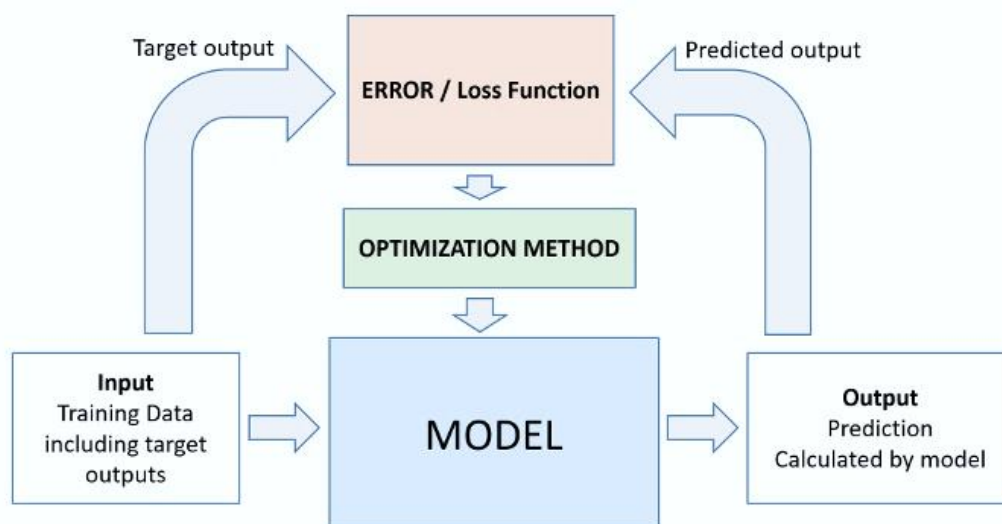 Target output
Predicted output
ERROR / Loss Function
OPTIMIZATION METHOD
Input
Training Data
including target
outputs
MODEL
Output
Prediction
Calculated by model